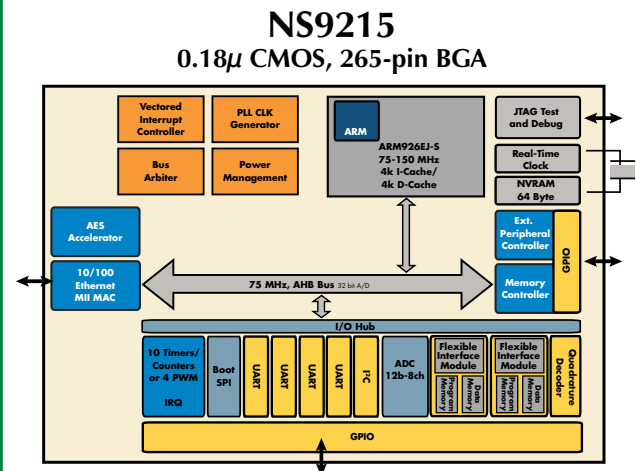 NS9215
0.18µ CMOS, 265-pin BGA
Vectored
Interrupt
Controller
PLL CLK
Generator
Bus
Arbiter
Power
Management
ARM
ARM926EJ-S
75-150 MHz
4k I-Cache/
4k D-Cache
JTAG Test
and Debug
Real-Time
Clock
NVRAM
64 Byte
AES
Accelerator
10/100
Ethernet
MII MAC
Ext.
Peripheral
Controller
Memory
Controller
GPIO
75 MHz, AHB Bus 32 bit A/D
I/O Hub
10 Timers/
Counters
or 4 PWM
IRQ
Boot
SPI
UART
UART
UART
UART
I²C
ADC
12b-8ch
Flexible
Interface
Module
Program
Memory
Data
Memory
Flexible
Interface
Module
Program
Memory
Data
Memory
Quadrature
Decoder
GPIO